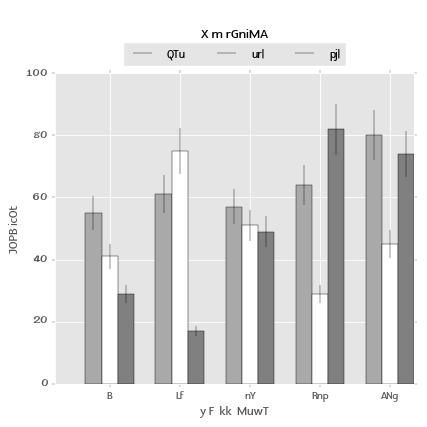 X m rGniMA
QTu url pjl
100
80
60
40
20
0
JOPB icOt
B Lf nY Rnp ANg
y F kk MuwT